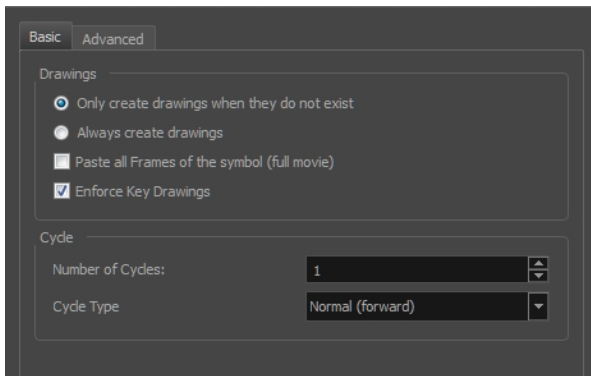 Basic
Advanced
Drawings
Only create drawings when they do not exist
Always create drawings
Paste all Frames of the symbol (full movie)
Enforce Key Drawings
Cycle
Number of Cycles:
1
Cycle Type
Normal (forward)